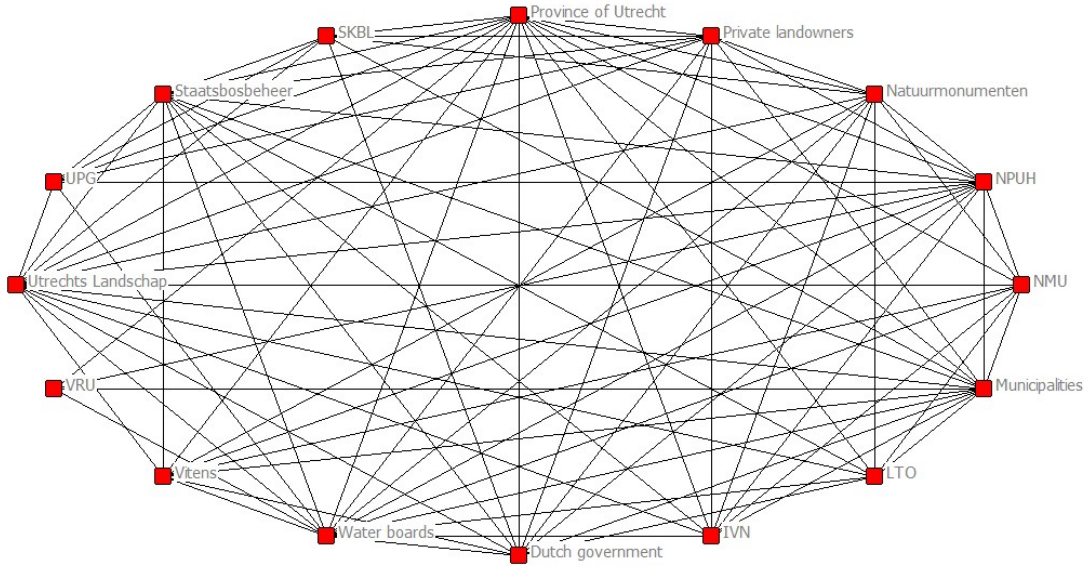 Province of Utrecht
SKBL
Private landowners
Staatsbosbeheer
Natuurmonumenten
UPG
NPUH
Utrechts Landschap
NMU
VRU
Municipalities
Vitens
LTO
Water boards
IVN
Dutch government